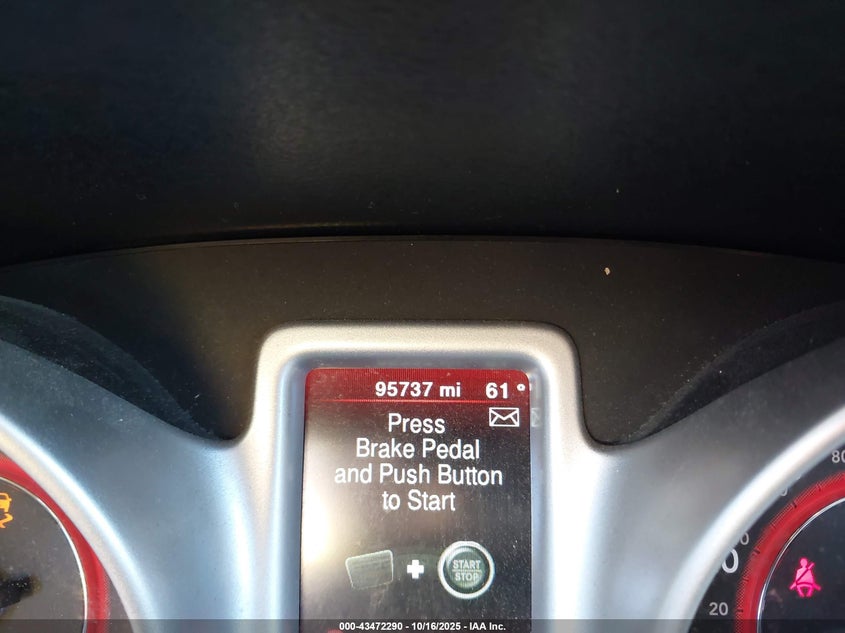 95737 mi 61°
Press
Brake Pedal
and Push Button
to Start
START
STOP
80
20
000-43472290 - 10/16/2025 - IAA Inc.